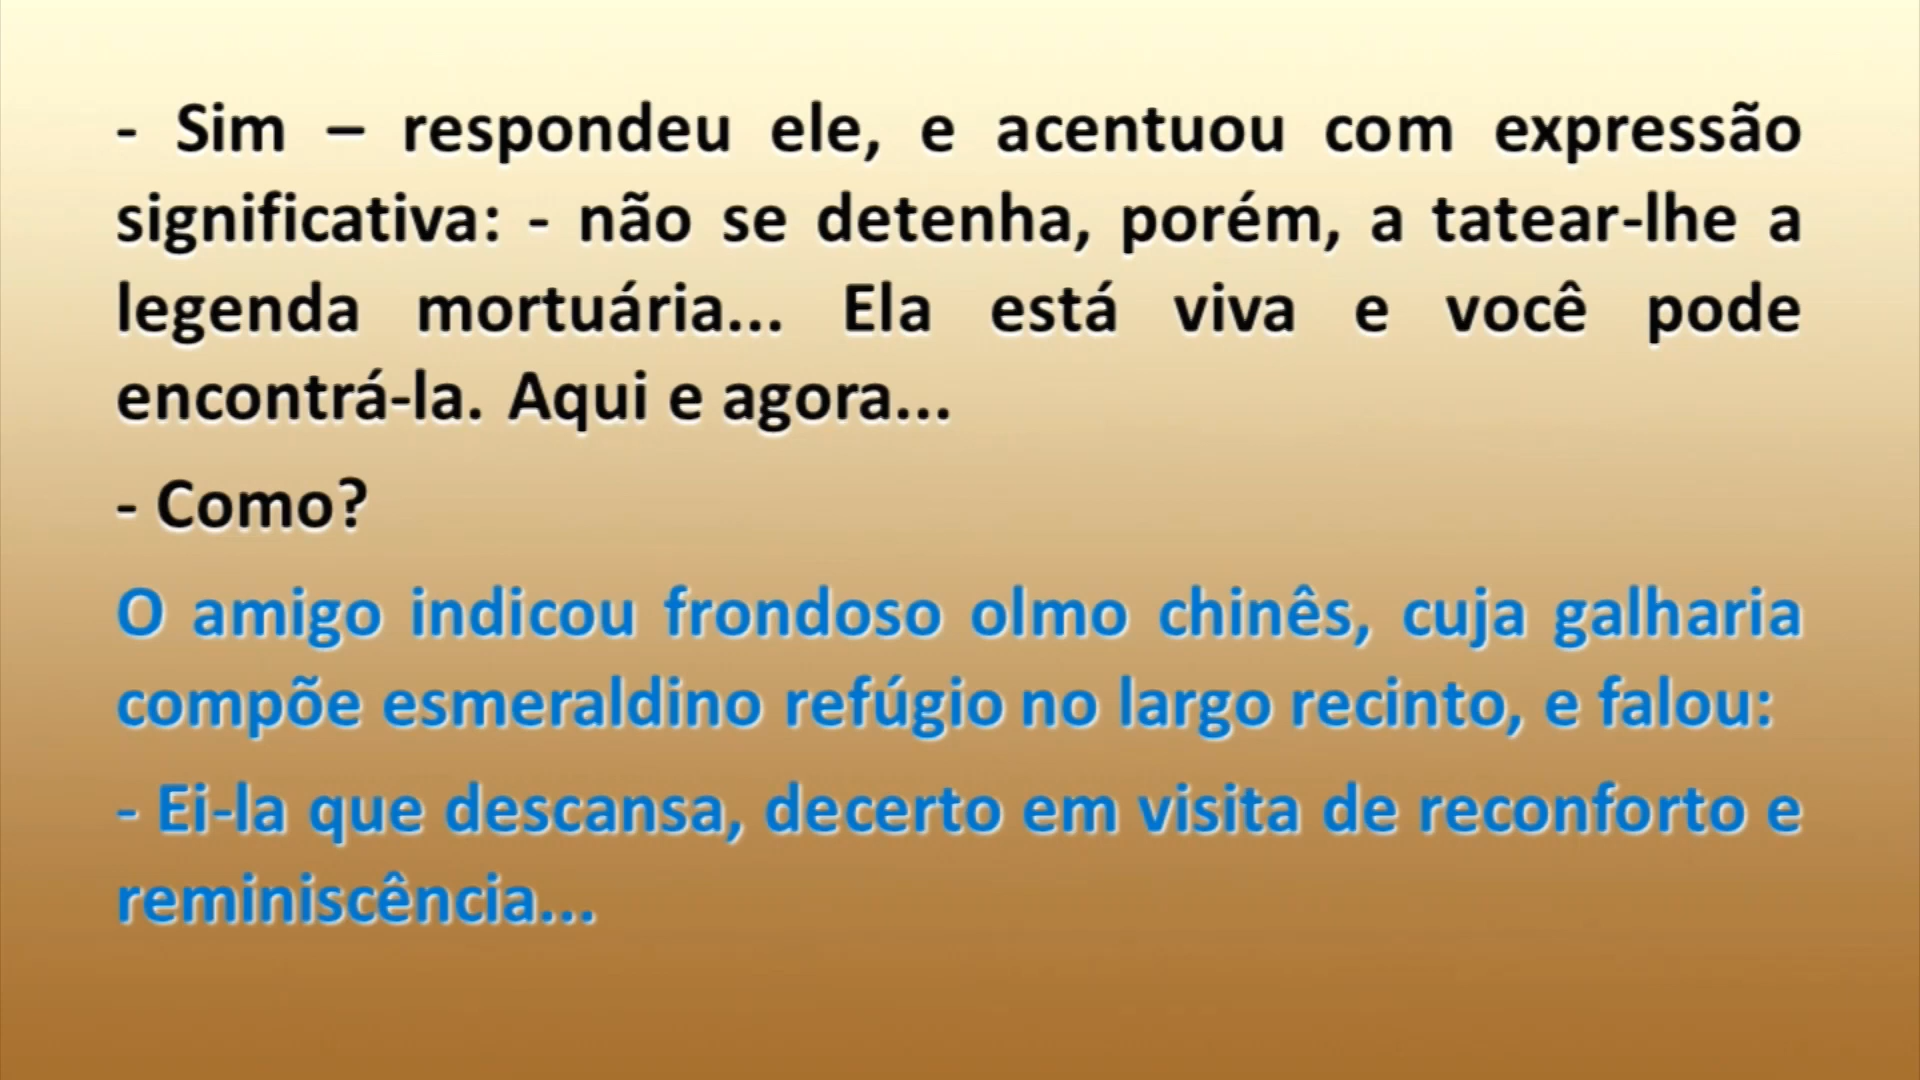 - Sim – respondeu ele, e acentuou com expressão
significativa: - não se detenha, porém, a tatear-lhe a
legenda mortuária... Ela está viva e você pode
encontrá-la. Aqui e agora...
- Como?
O amigo indicou frondoso olmo chinês, cuja galharia
compõe esmeraldino refúgio no largo recinto, e falou:
- Ei-la que descansa, decerto em visita de reconforto e
reminiscência...